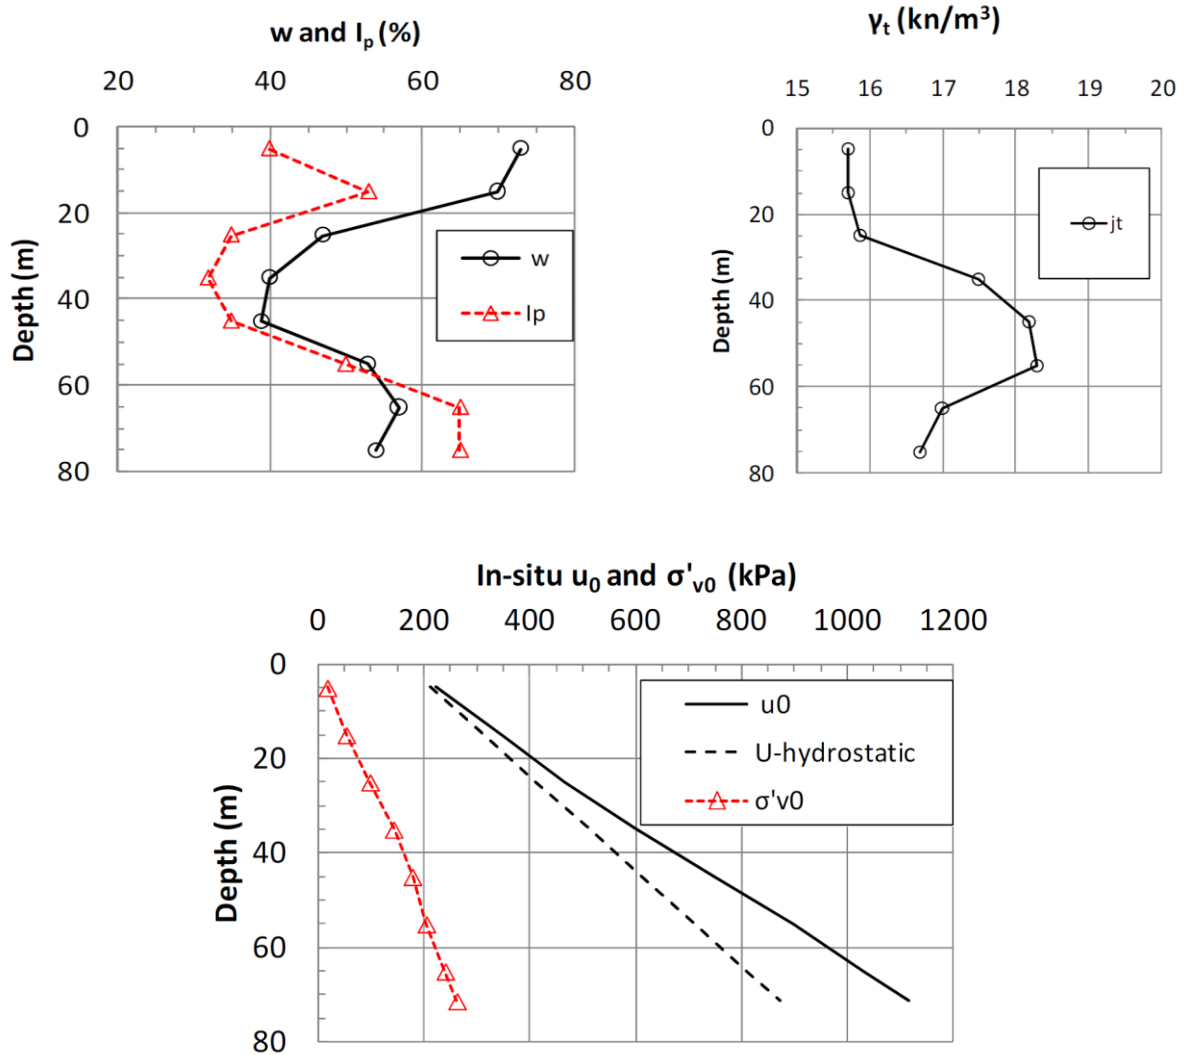 w and Iₚ (%)
20 40 60 80
0
20
40
60
80
Depth (m)
w
Ip
γₜ (kn/m³)
15 16 17 18 19 20
0
20
40
60
80
Depth (m)
jt
In-situ u₀ and σ'ᵥ₀ (kPa)
0 200 400 600 800 1000 1200
0
20
40
60
80
Depth (m)
u0
U-hydrostatic
σ'v0